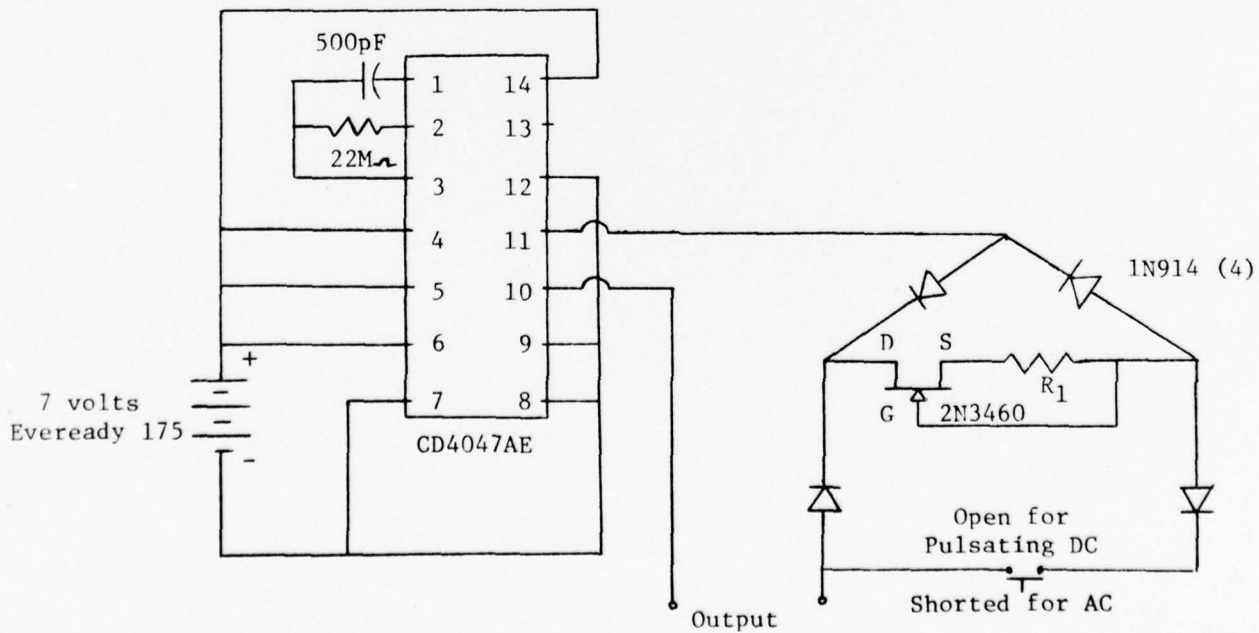 500pF
22MΩ
1
2
3
4
5
6
7
14
13
12
11
10
9
8
CD4047AE
+
7 volts
Eveready 175
-
1N914 (4)
D
S
R1
G
2N3460
Open for
Pulsating DC
Shorted for AC
Output